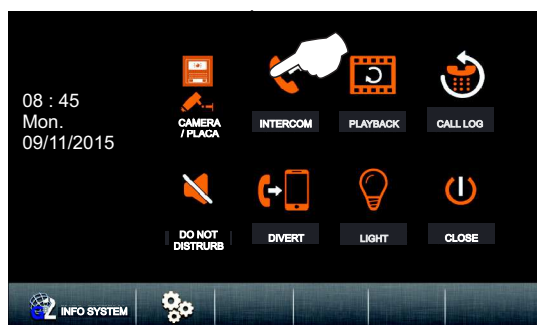 08 : 45
Mon.
09/11/2015
CAMERA
/ PLACA
INTERCOM
PLAYBACK
CALL LOG
DO NOT
DISTRURB
DIVERT
LIGHT
CLOSE
G2 INFO SYSTEM